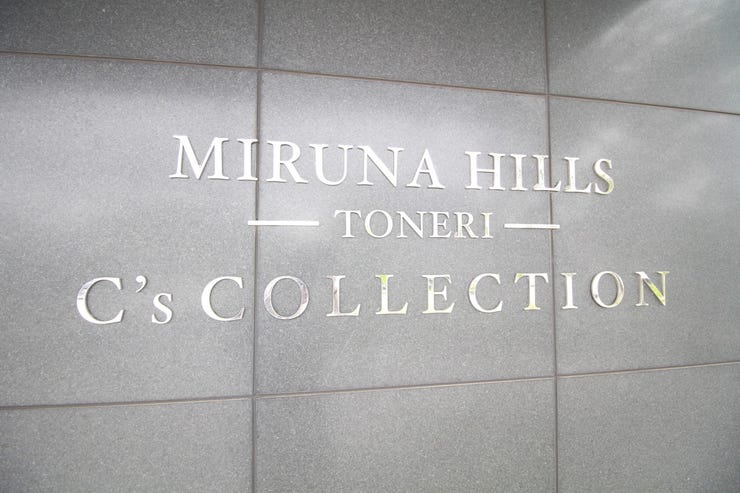 MIRUNA HILLS
— TONERI —
C's COLLECTION